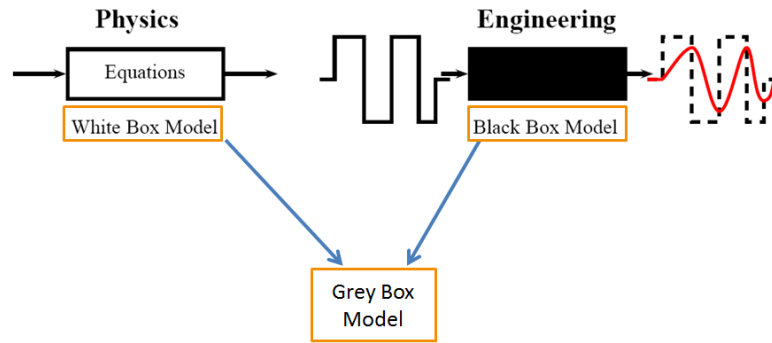 Physics
Engineering
Equations
White Box Model
Black Box Model
Grey Box
Model